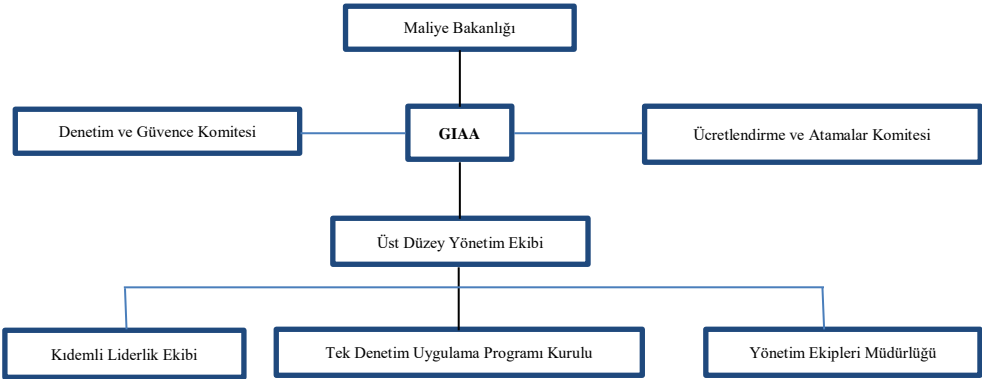 Maliye Bakanlığı
Denetim ve Güvence Komitesi
GIAA
Ücretlendirme ve Atamalar Komitesi
Üst Düzey Yönetim Ekibi
Kıdemli Liderlik Ekibi
Tek Denetim Uygulama Programı Kurulu
Yönetim Ekipleri Müdürlüğü